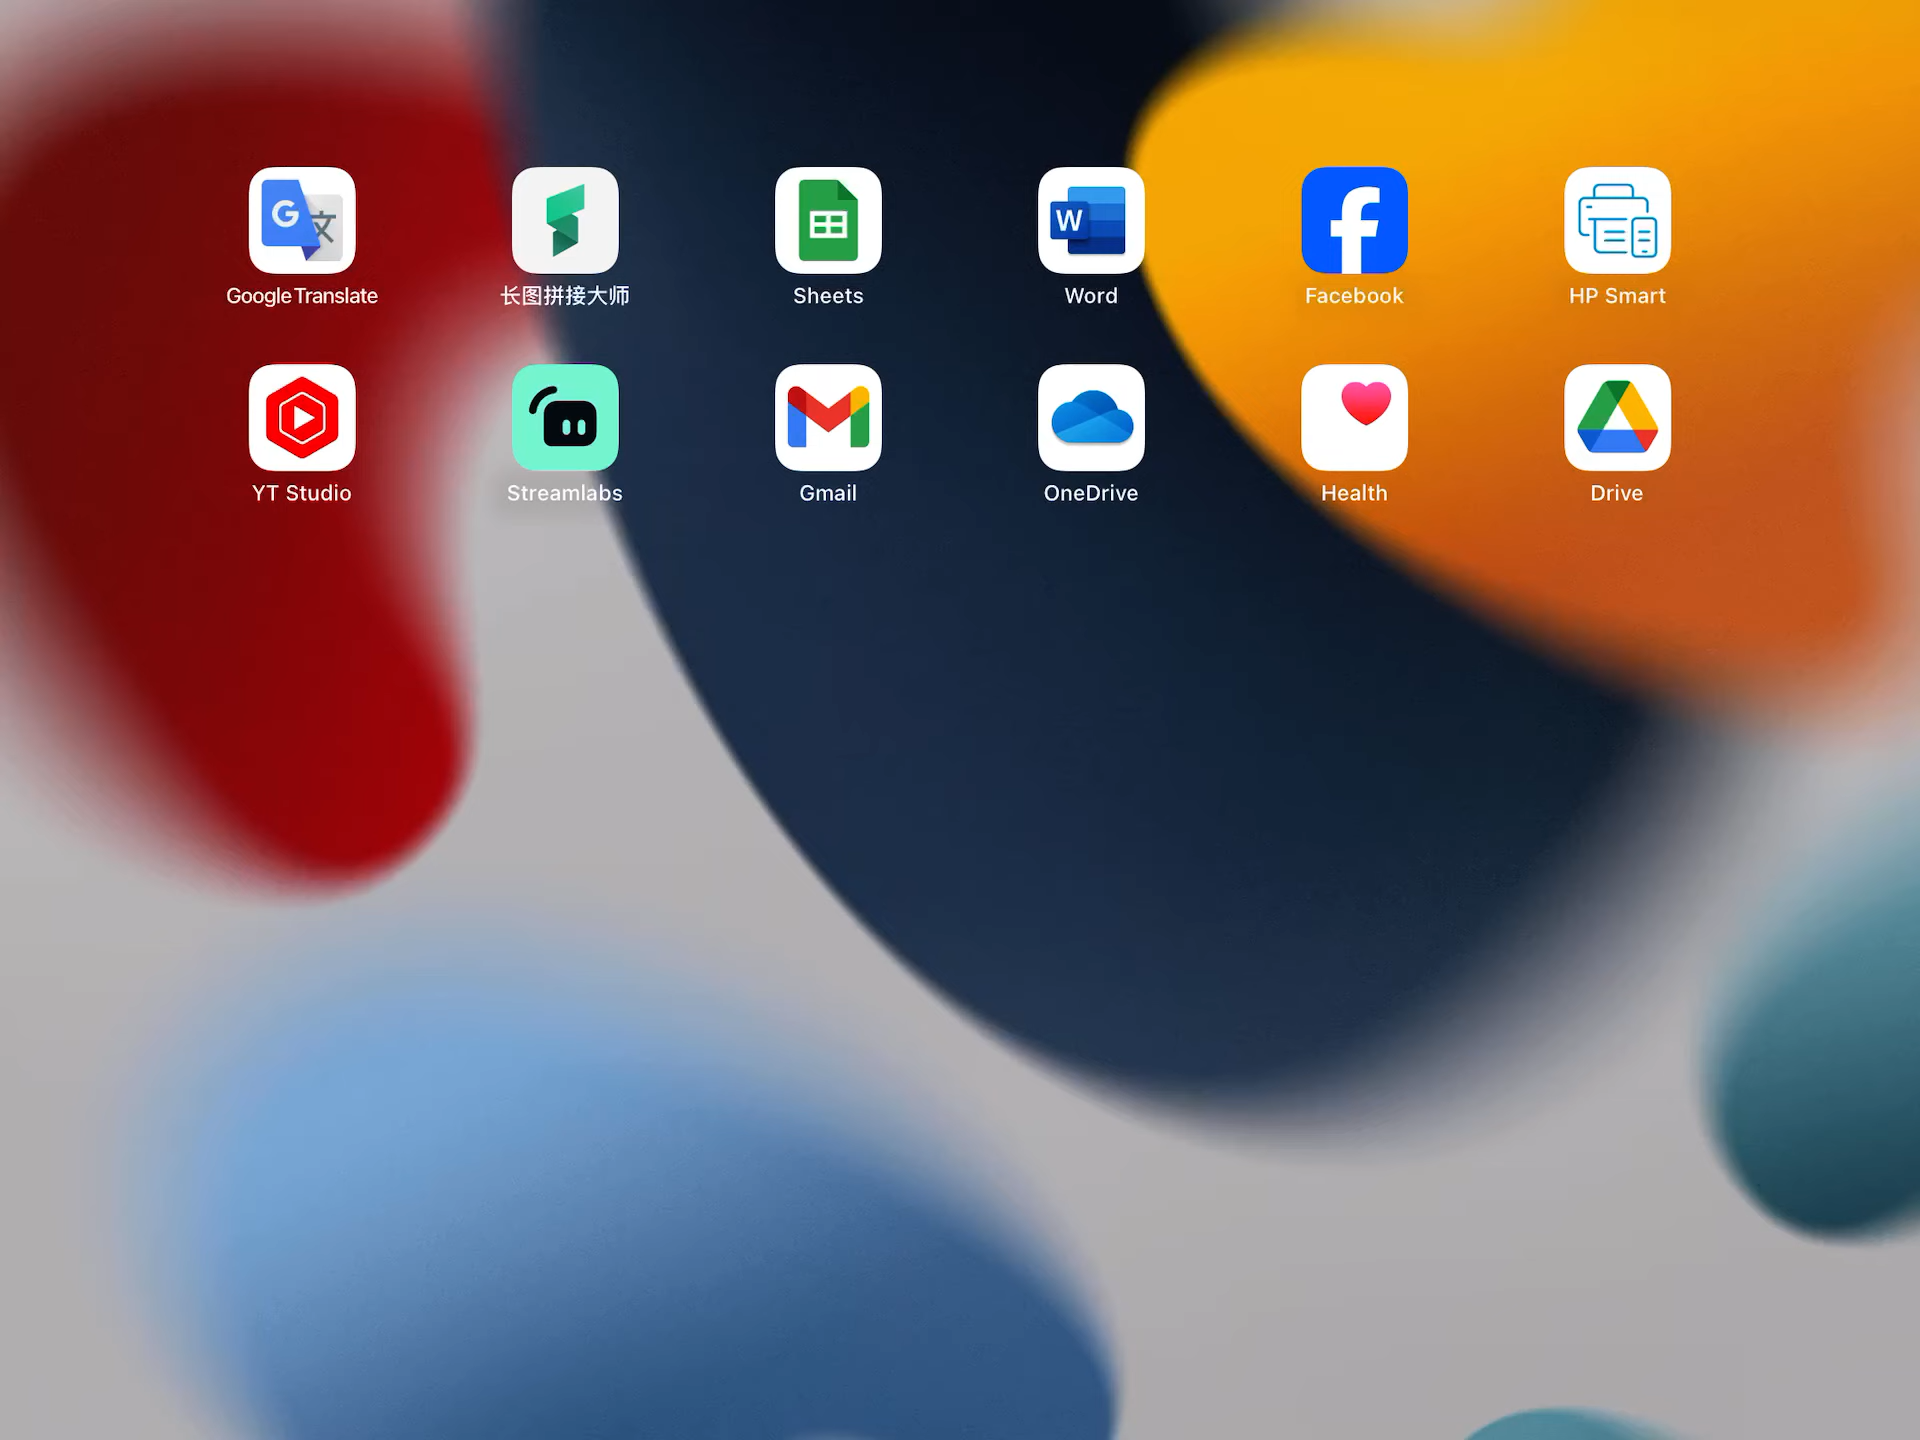 Google Translate
长图拼接大师
Sheets
Word
Facebook
HP Smart
YT Studio
Streamlabs
Gmail
OneDrive
Health
Drive